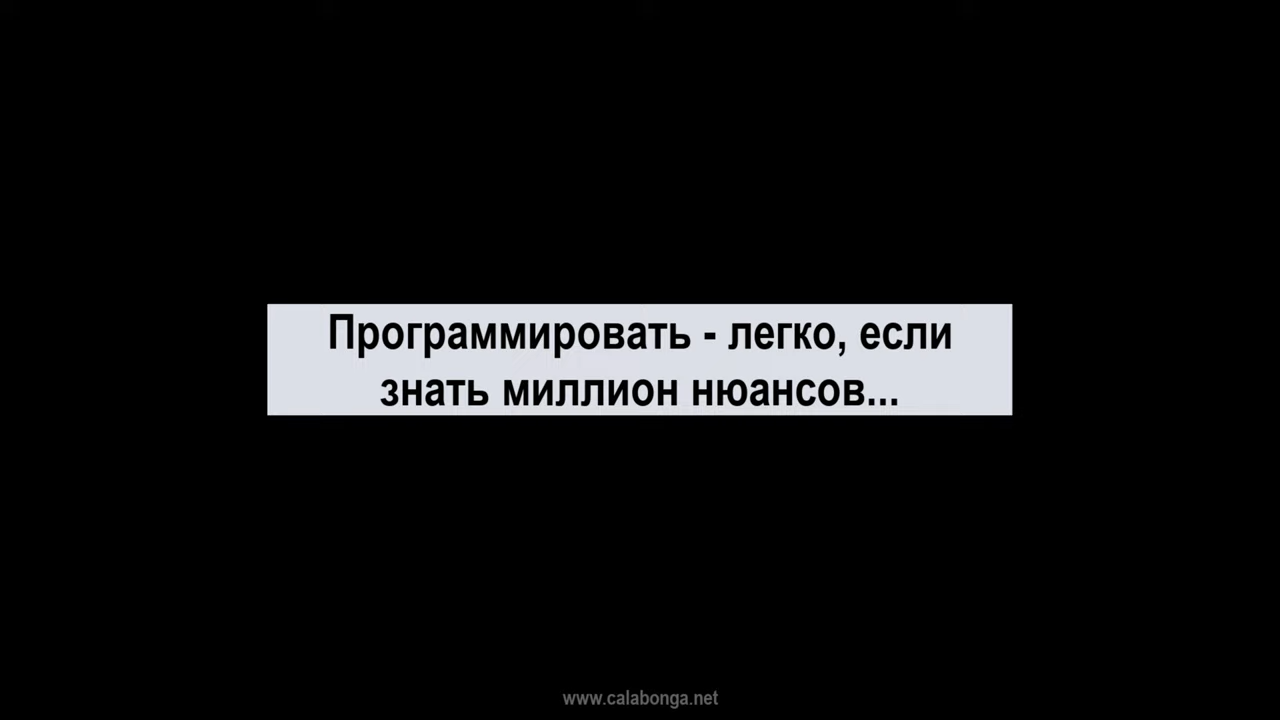 Программировать - легко, если
знать миллион нюансов...
www.calabonga.net